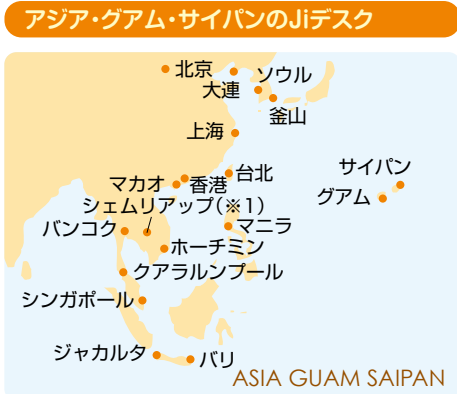 アジア・グアム・サイパンのJiデスク
北京
ソウル
大連
釜山
上海
サイパン
台北
マカオ
香港
グアム
シェムリアップ(※1)
バンコク
マニラ
ホーチミン
クアラルンプール
シンガポール
ジャカルタ
バリ
ASIA GUAM SAIPAN